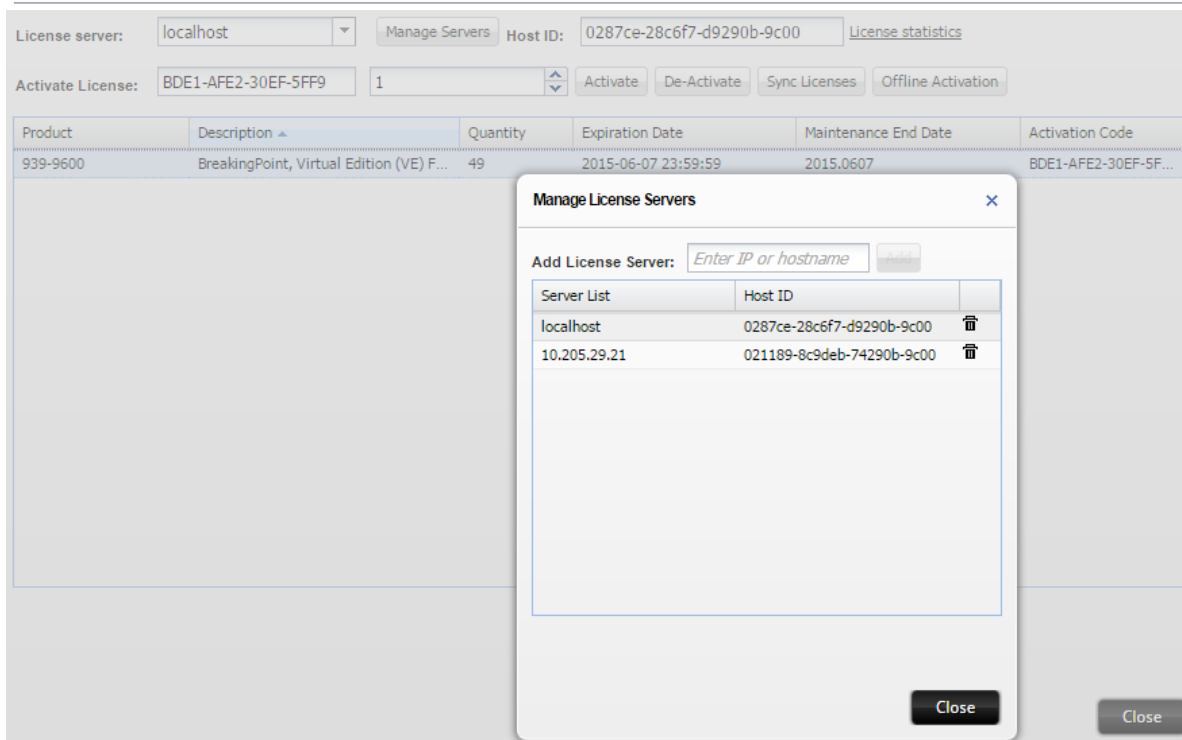 License server: localhost Manage Servers Host ID: 0287ce-28c6f7-d9290b-9c00 License statistics
Activate License: BDE1-AFE2-30EF-5FF9 1 Activate De-Activate Sync Licenses Offline Activation
Product Description Quantity Expiration Date Maintenance End Date Activation Code
939-9600 BreakingPoint, Virtual Edition (VE) F... 49 2015-06-07 23:59:59 2015.0607 BDE1-AFE2-30EF-5F...
Manage License Servers
Add License Server: Enter IP or hostname Add
Server List Host ID
localhost 0287ce-28c6f7-d9290b-9c00
10.205.29.21 021189-8c9deb-74290b-9c00
Close
Close